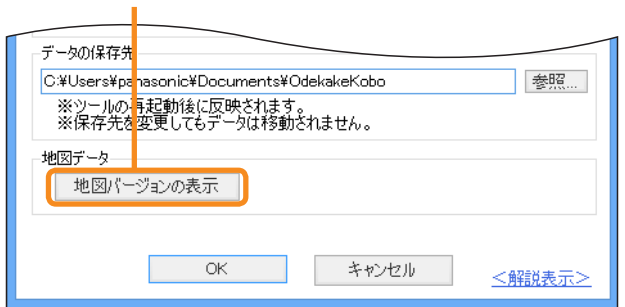 データの保存先
C:¥Users¥panasonic¥Documents¥OdekakeKobo
参照...
※ツールの再起動後に反映されます。
※保存先を変更してもデータは移動されません。
地図データ
地図バージョンの表示
OK
キャンセル
<解説表示>